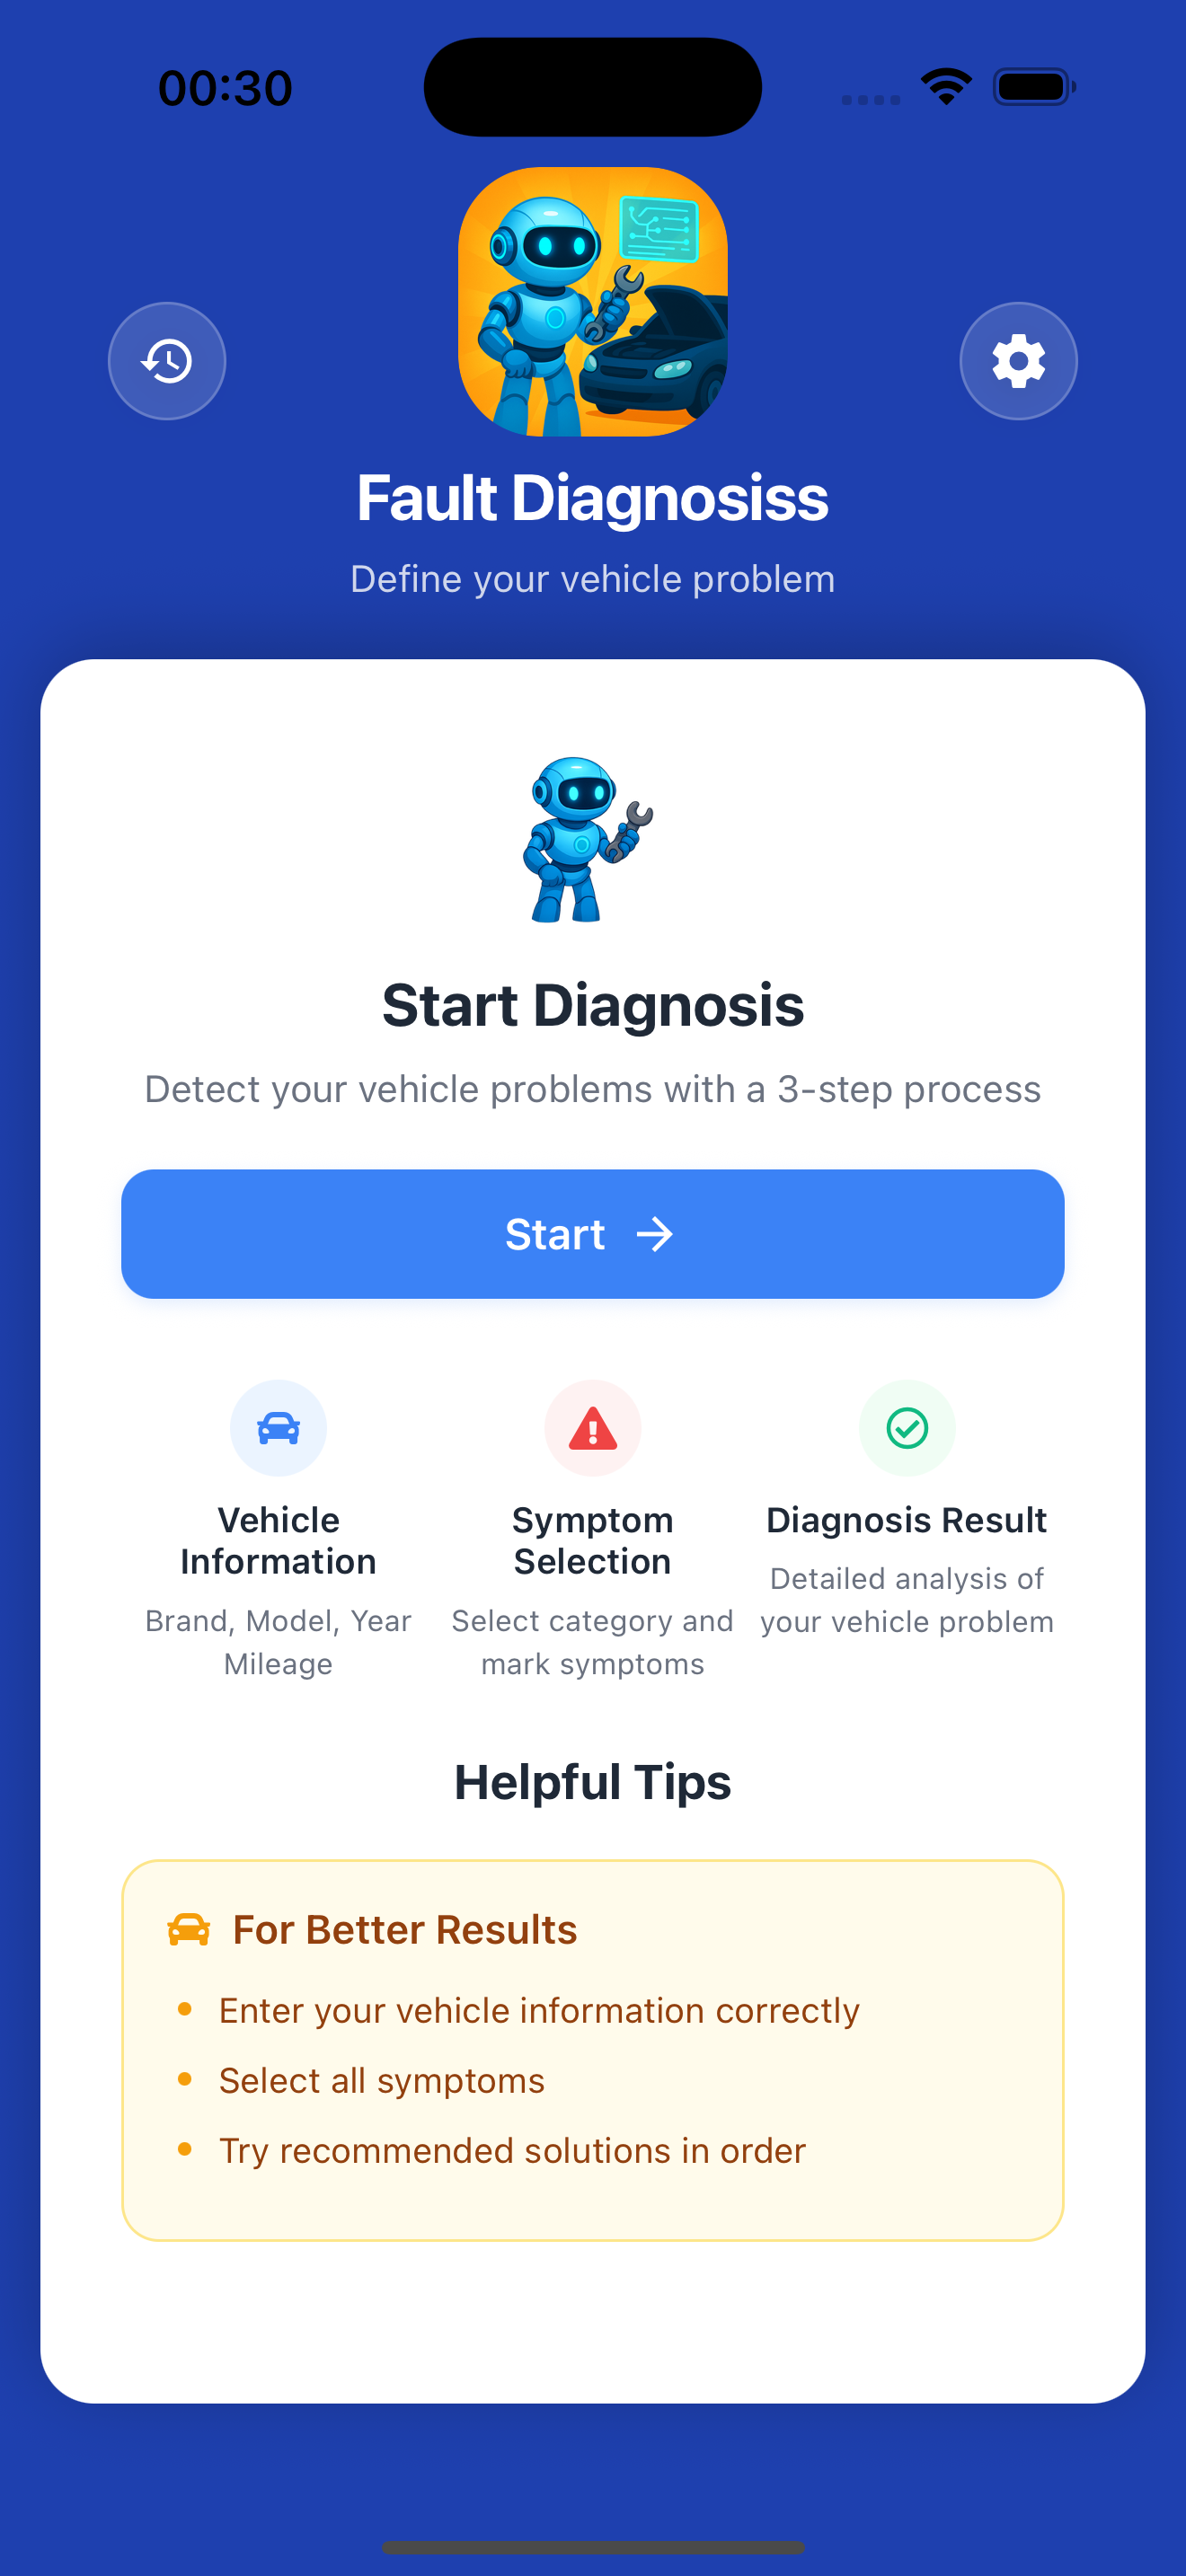 00:30
Fault Diagnosiss
Define your vehicle problem
Start Diagnosis
Detect your vehicle problems with a 3-step process
Start
Vehicle
Information
Brand, Model, Year
Mileage
Symptom
Selection
Select category and
mark symptoms
Diagnosis Result
Detailed analysis of
your vehicle problem
Helpful Tips
For Better Results
Enter your vehicle information correctly
Select all symptoms
Try recommended solutions in order